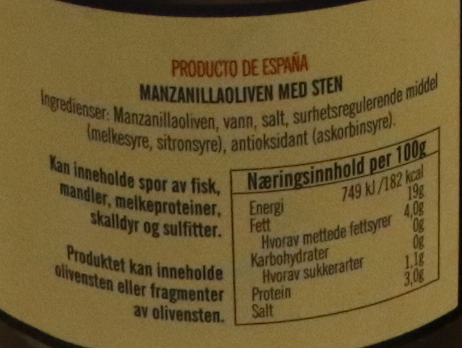 PRODUCTO DE ESPAÑA
MANZANILLAOLIVEN MED STEN
Ingredienser: Manzanillaoliven, vann, salt, surhetsregulerende middel
(melkesyre, sitronsyre), antioksidant (askorbinsyre).
Kan inneholde spor av fisk,
mandler, melkeproteiner,
skalldyr og sulfitter.
Produktet kan inneholde
olivensten eller fragmenter
av olivensten.
Næringsinnhold per 100g
Energi 749 kJ/182 kcal
Fett 19g
Hvorav mettede fettsyrer 4,0g
Karbohydrater 0g
Hvorav sukkerarter 0g
Protein 1,1g
Salt 3,0g